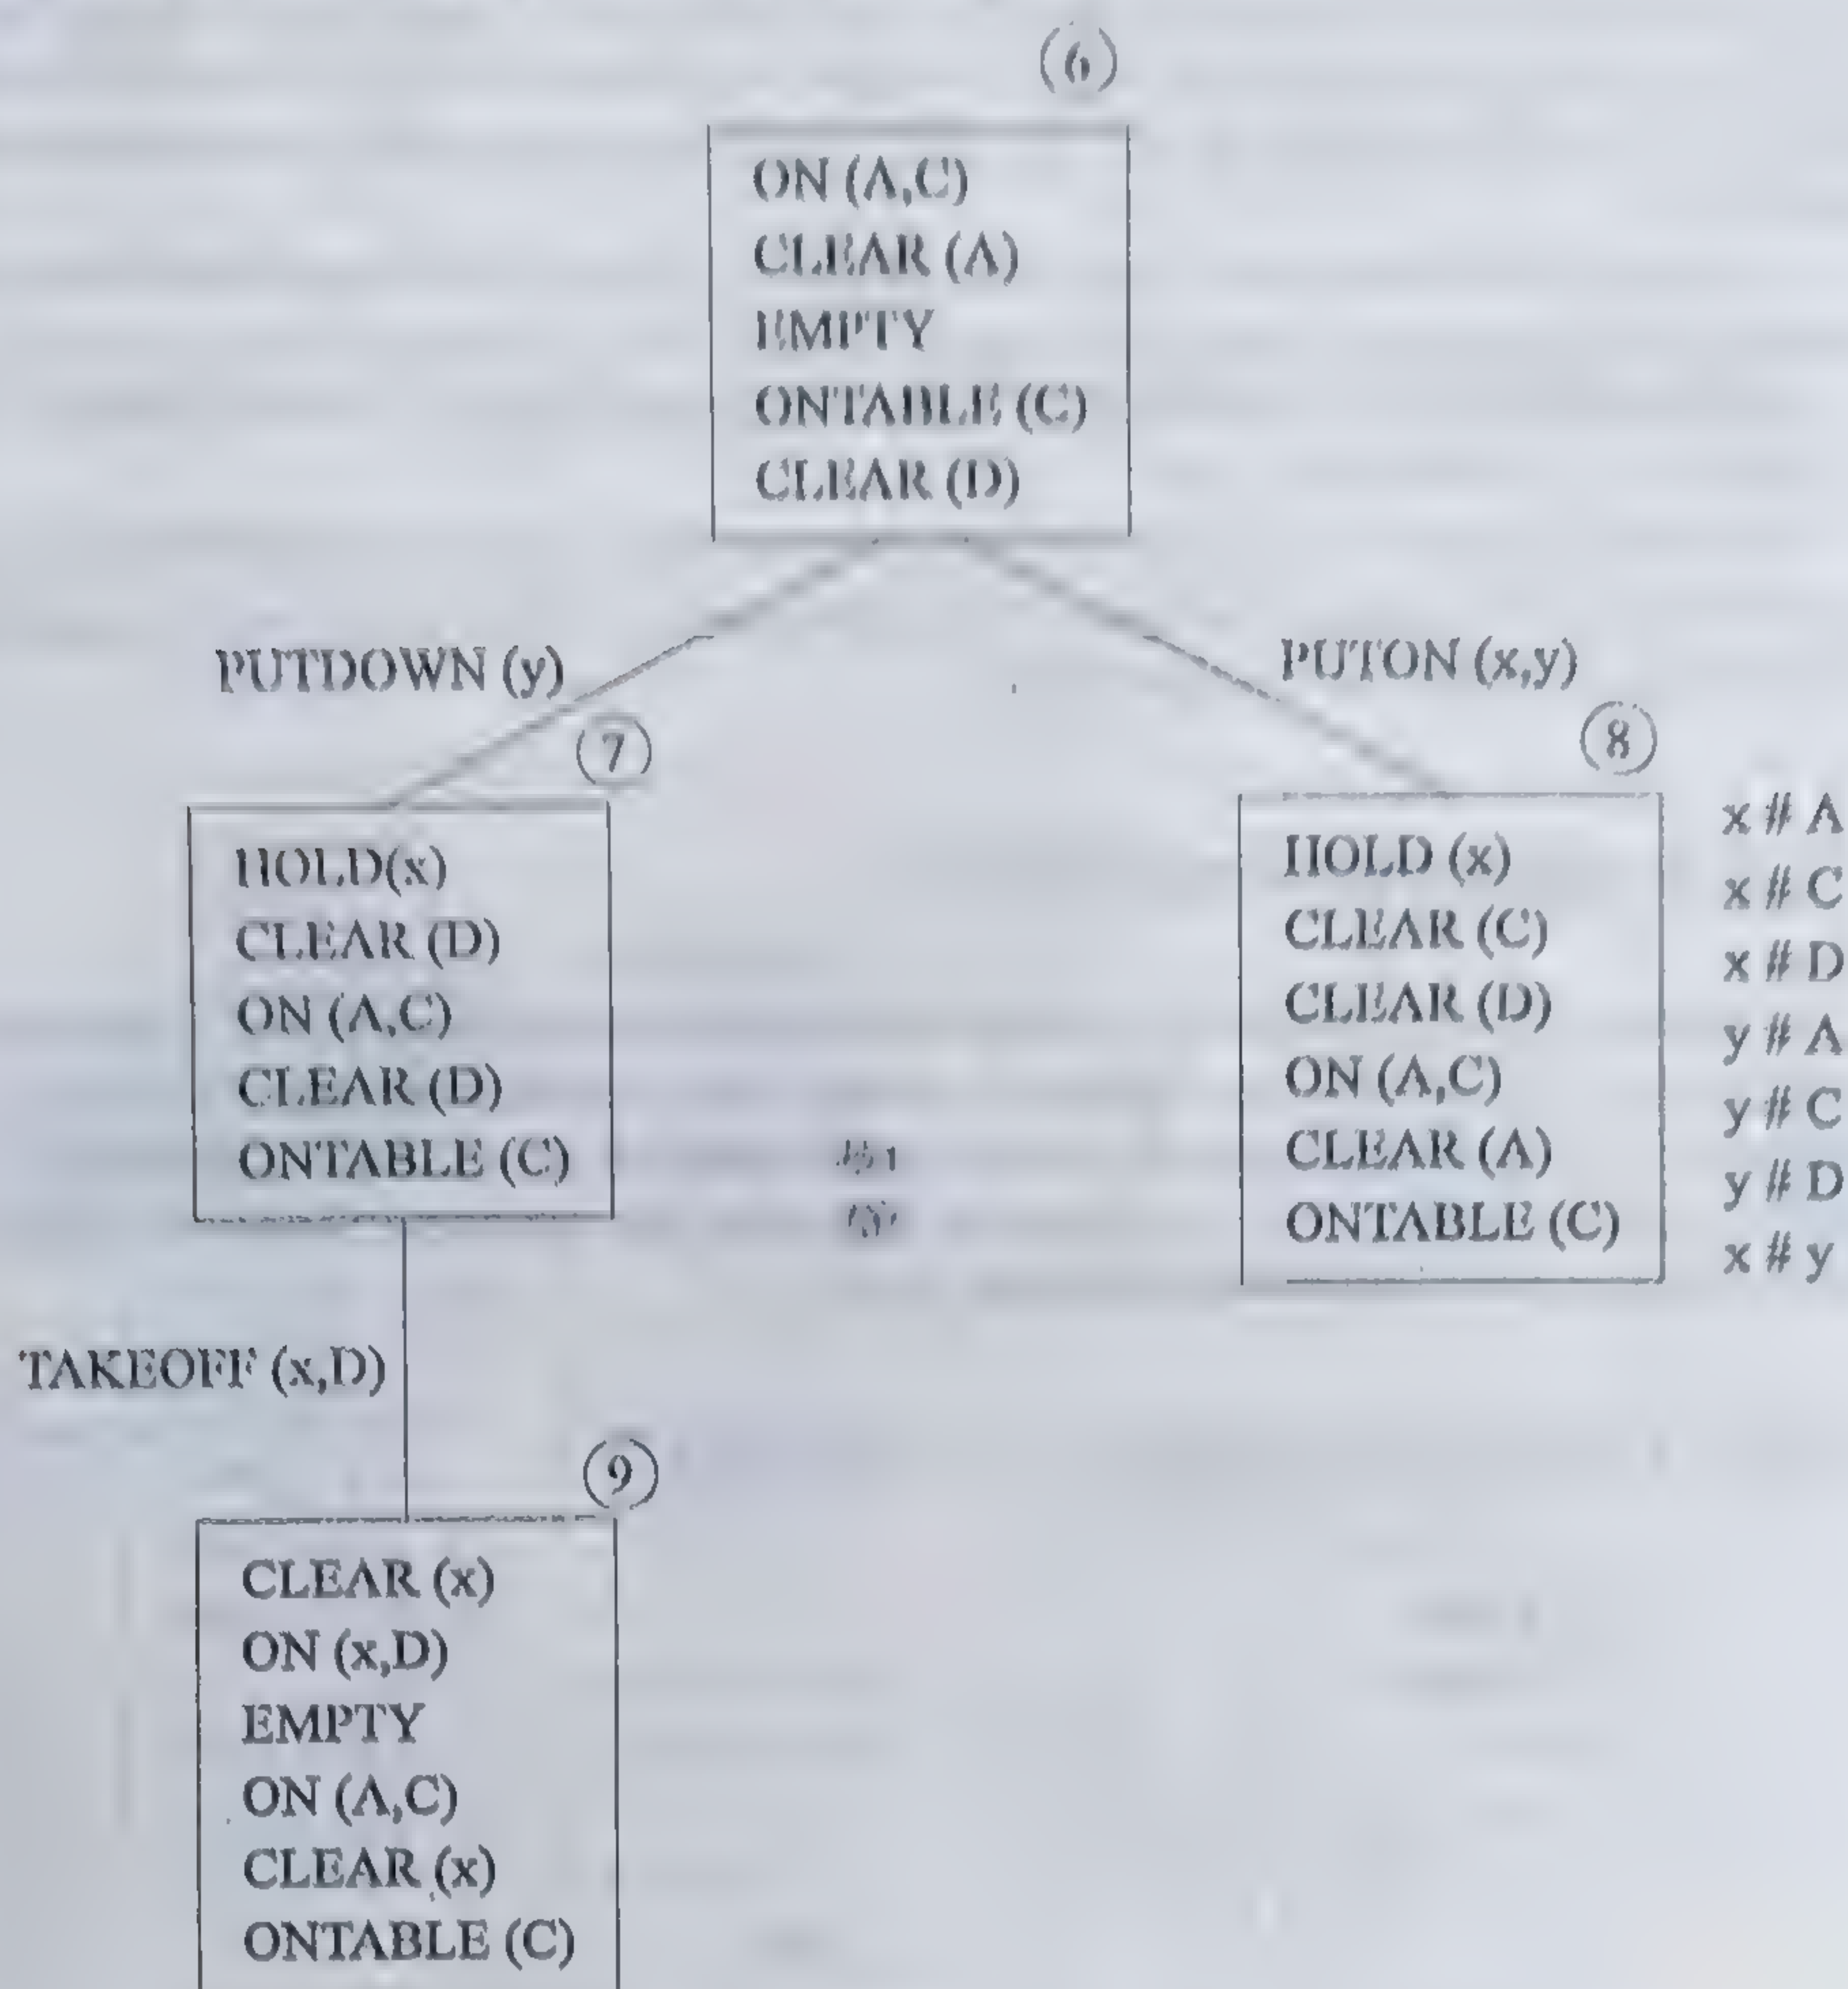 (6)
ON (A,C)
CLEAR (A)
EMPTY
ONTABLE (C)
CLEAR (D)
PUTDOWN (y)
PUTON (x,y)
7
HOLD(x)
CLEAR (D)
ON (A,C)
CLEAR (D)
ONTABLE (C)
8
HOLD (x)
CLEAR (C)
CLEAR (D)
ON (A,C)
CLEAR (A)
ONTABLE (C)
x # A
x # C
x # D
y # A
y # C
y # D
x # y
TAKEOFF (x,D)
9
CLEAR (x)
ON (x,D)
EMPTY
ON (A,C)
CLEAR (x)
ONTABLE (C)